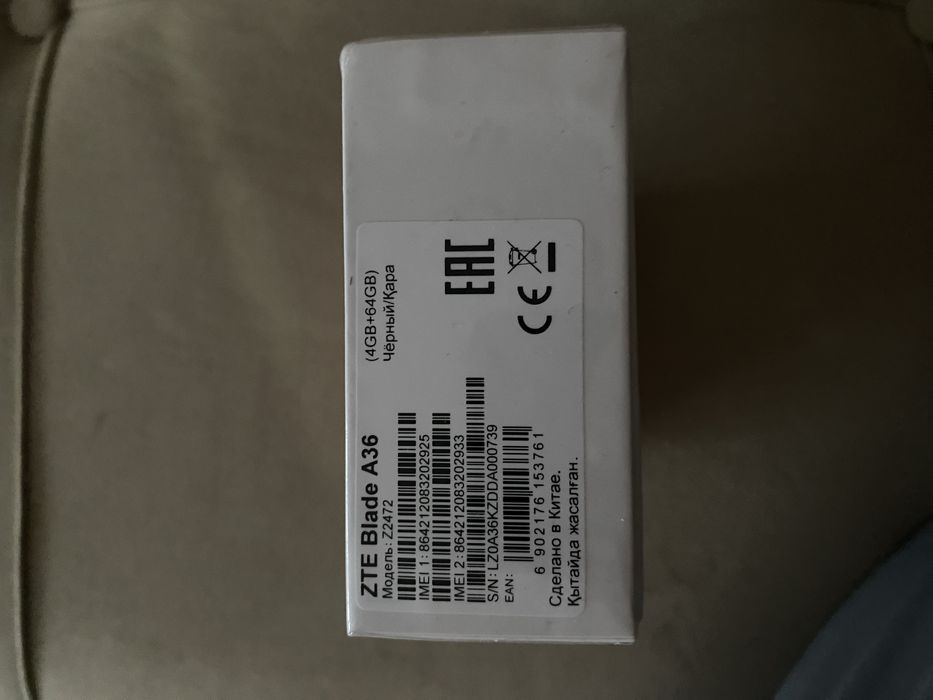 ZTE Blade A36
(4GB+64GB)
Модель: Z2472
Чёрный/Қара
IMEI 1: 864212083202925
IMEI 2: 864212083202933
S/N: LZ0A36KZDDA000739
EAN:
6 902176 153761
EAC
CE
Сделано в Китае.
Қытайда жасалған.